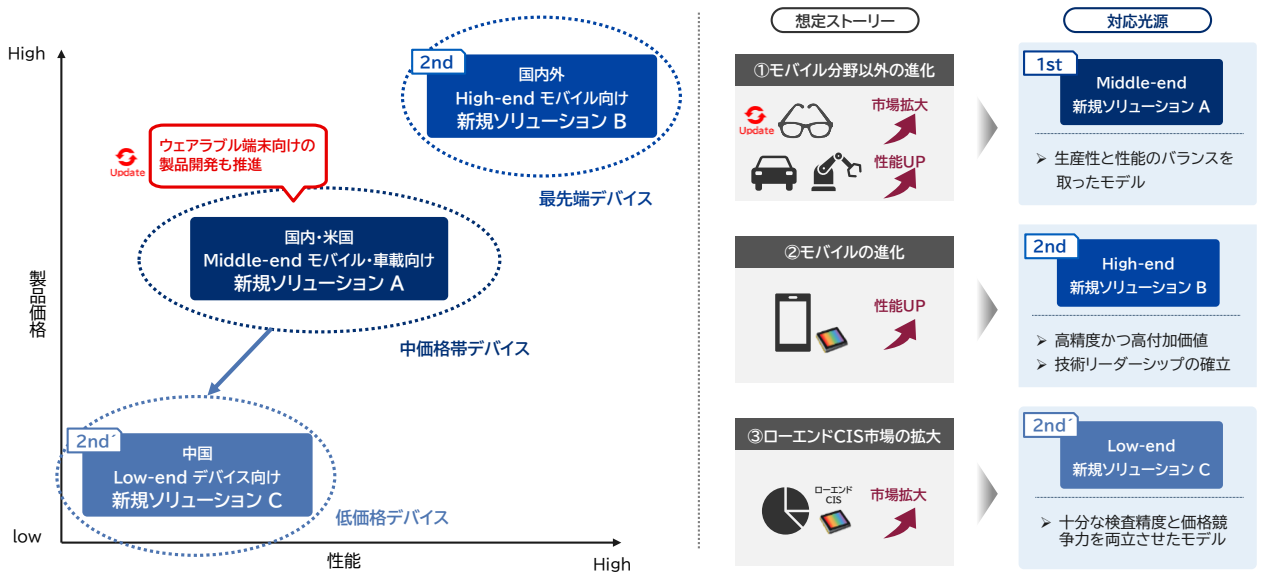 High
製品価格
low
性能
High
2nd
国内外
High-end モバイル向け
新規ソリューション B
最先端デバイス
Update
ウェアラブル端末向けの
製品開発も推進
国内・米国
Middle-end モバイル・車載向け
新規ソリューション A
中価格帯デバイス
2nd´
中国
Low-end デバイス向け
新規ソリューション C
低価格デバイス
想定ストーリー
対応光源
①モバイル分野以外の進化
Update
市場拡大
性能UP
1st
Middle-end
新規ソリューション A
➢ 生産性と性能のバランスを
取ったモデル
②モバイルの進化
性能UP
2nd
High-end
新規ソリューション B
➢ 高精度かつ高付加価値
➢ 技術リーダーシップの確立
③ローエンドCIS市場の拡大
ローエンド
CIS
市場拡大
2nd´
Low-end
新規ソリューション C
➢ 十分な検査精度と価格競
争力を両立させたモデル